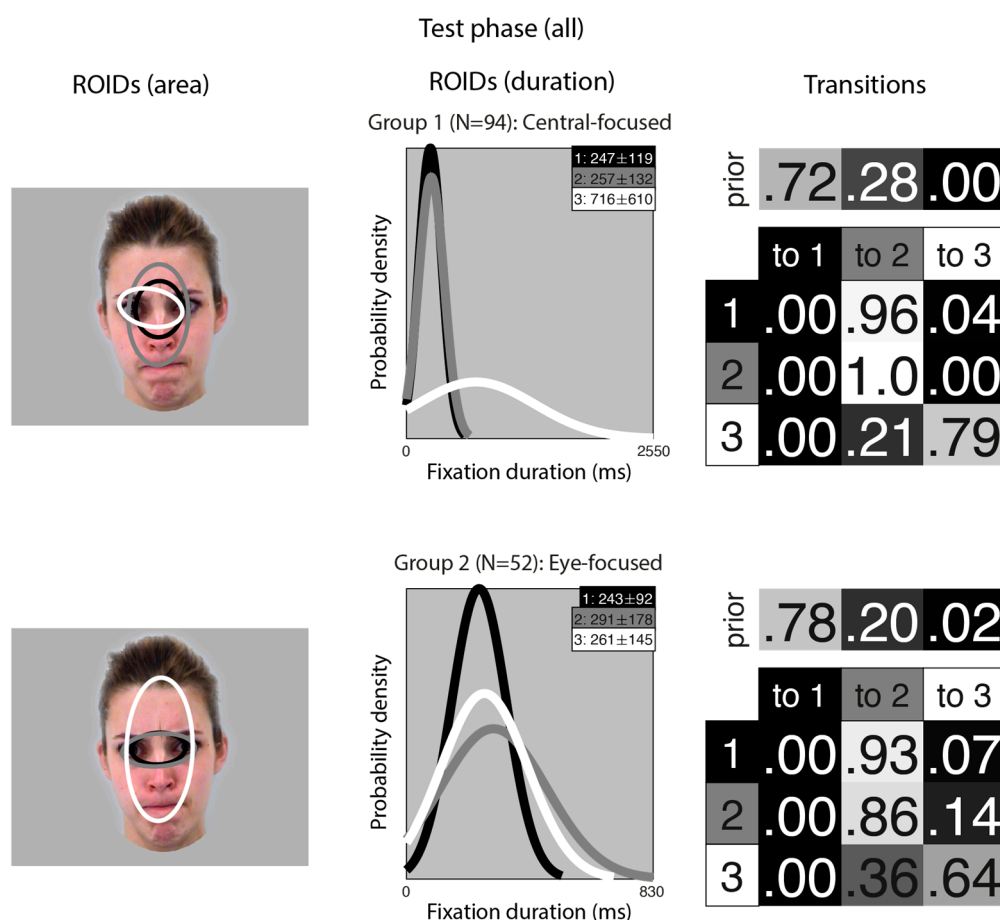 Test phase (all)
ROIDs (area)
ROIDs (duration)
Transitions
Group 1 (N=94): Central-focused
Probability density
1: 247±119
2: 257±132
3: 716±610
0
2550
Fixation duration (ms)
prior
.72 .28 .00
to 1 to 2 to 3
1 .00 .96 .04
2 .00 1.0 .00
3 .00 .21 .79
Group 2 (N=52): Eye-focused
Probability density
1: 243±92
2: 291±178
3: 261±145
0
830
Fixation duration (ms)
prior
.78 .20 .02
to 1 to 2 to 3
1 .00 .93 .07
2 .00 .86 .14
3 .00 .36 .64